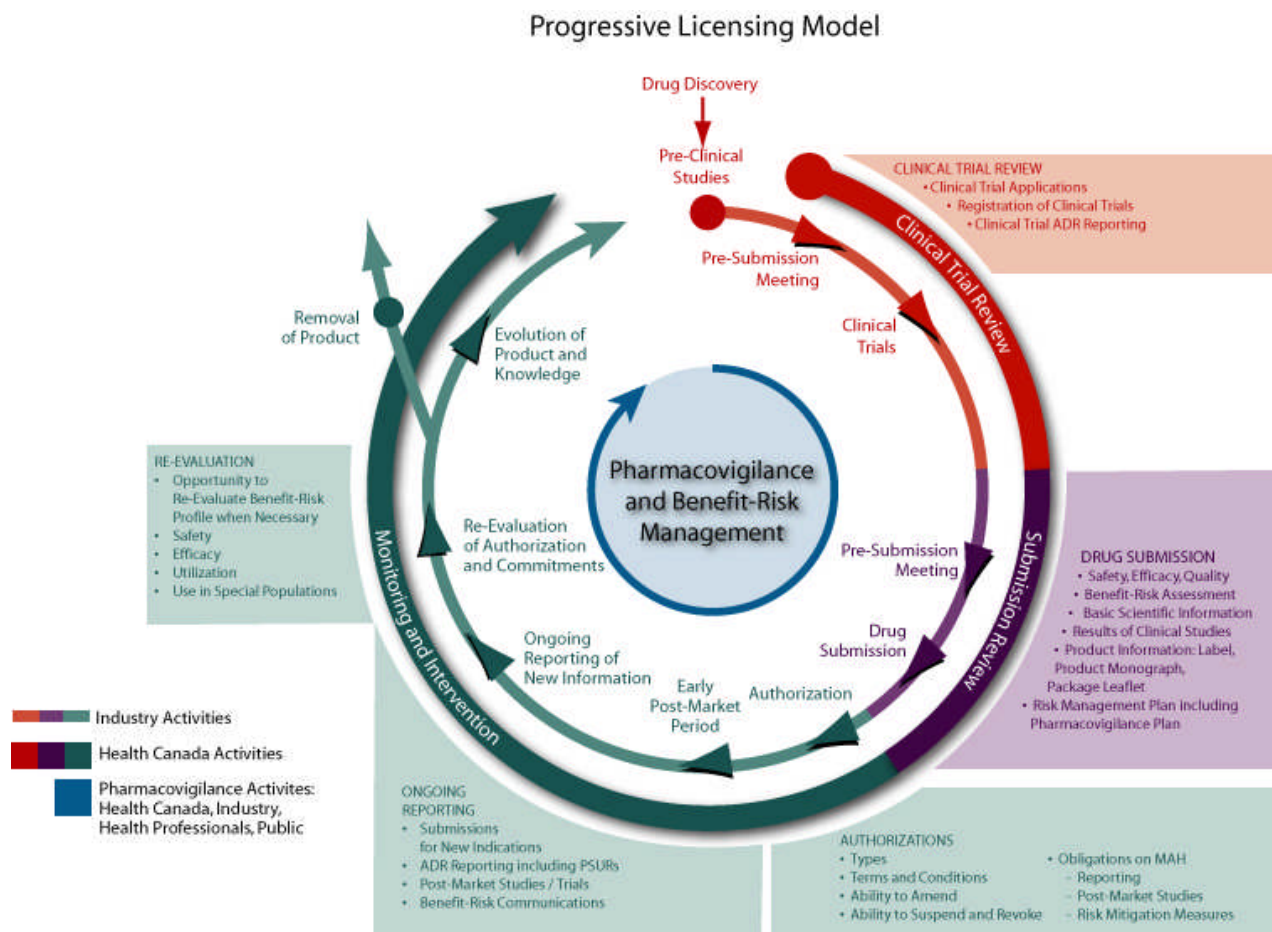 Progressive Licensing Model
Drug Discovery
Pre-Clinical
Studies
Pre-Submission
Meeting
Clinical
Trials
Clinical Trial Review
CLINICAL TRIAL REVIEW
• Clinical Trial Applications
• Registration of Clinical Trials
• Clinical Trial ADR Reporting
Pre-Submission
Meeting
Drug
Submission
Submission Review
DRUG SUBMISSION
• Safety, Efficacy, Quality
• Benefit-Risk Assessment
• Basic Scientific Information
• Results of Clinical Studies
• Product Information: Label,
Product Monograph,
Package Leaflet
• Risk Management Plan including
Pharmacovigilance Plan
Authorization
Early
Post-Market
Period
Ongoing
Reporting of
New Information
Re-Evaluation
of Authorization
and Commitments
Evolution of
Product and
Knowledge
Removal
of Product
Monitoring and Intervention
Pharmacovigilance
and Benefit-Risk
Management
RE-EVALUATION
• Opportunity to
Re-Evaluate Benefit-Risk
Profile when Necessary
• Safety
• Efficacy
• Utilization
• Use in Special Populations
ONGOING
REPORTING
• Submissions
for New Indications
• ADR Reporting including PSURs
• Post-Market Studies / Trials
• Benefit-Risk Communications
AUTHORIZATIONS
• Types
• Terms and Conditions
• Ability to Amend
• Ability to Suspend and Revoke
• Obligations on MAH
– Reporting
– Post-Market Studies
– Risk Mitigation Measures
Industry Activities
Health Canada Activities
Pharmacovigilance Activites:
Health Canada, Industry,
Health Professionals, Public